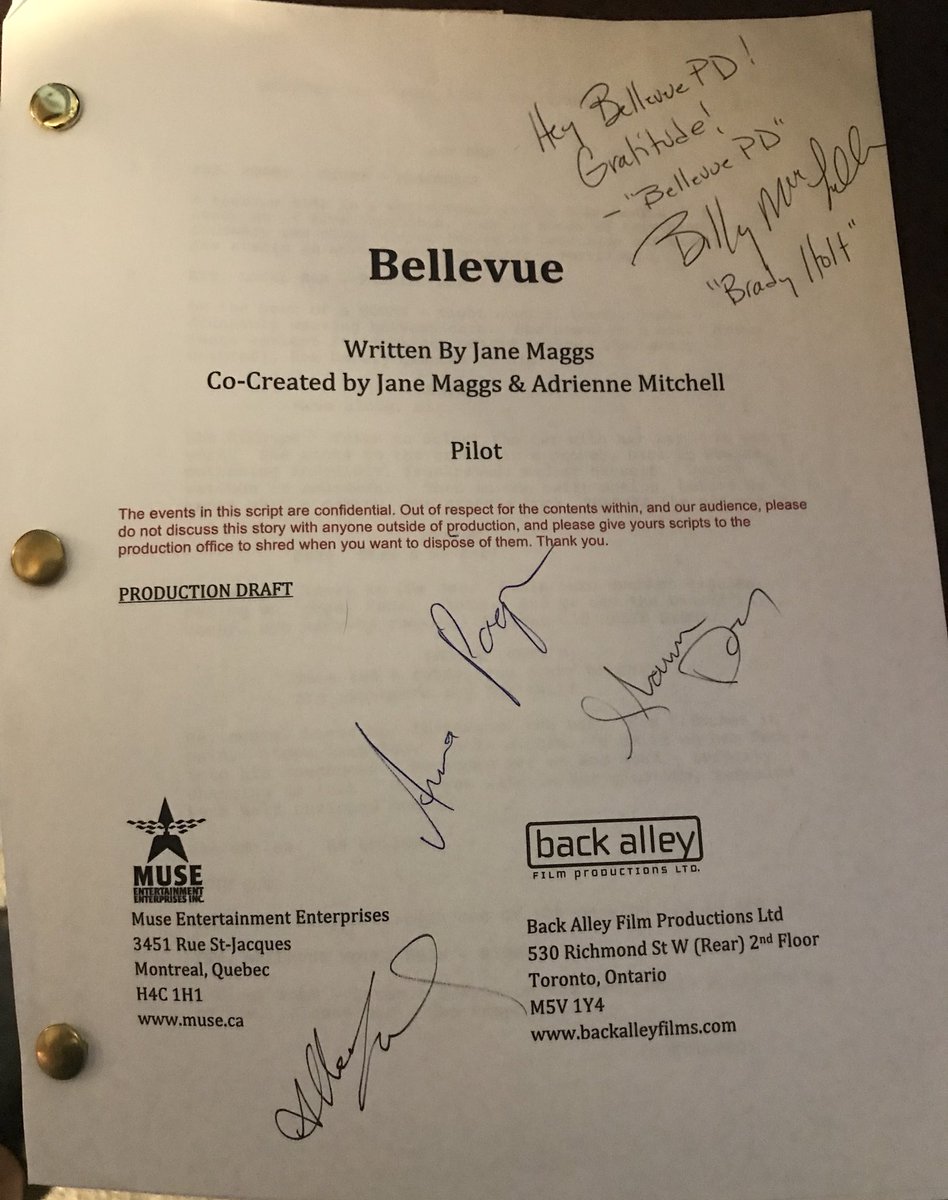 Hey Bellevue PD!
Gratitude!
- "Bellevue PD"
Billy
"Brady Holt"
Bellevue
Written By Jane Maggs
Co-Created by Jane Maggs & Adrienne Mitchell
Pilot
The events in this script are confidential. Out of respect for the contents within, and our audience, please
do not discuss this story with anyone outside of production, and please give yours scripts to the
production office to shred when you want to dispose of them. Thank you.
PRODUCTION DRAFT
Anna
Shawn
Allen
MUSE
ENTERTAINMENT
ENTERPRISES INC.
Muse Entertainment Enterprises
3451 Rue St-Jacques
Montreal, Quebec
H4C 1H1
www.muse.ca
back alley
FILM PRODUCTIONS LTD.
Back Alley Film Productions Ltd
530 Richmond St W (Rear) 2nd Floor
Toronto, Ontario
M5V 1Y4
www.backalleyfilms.com